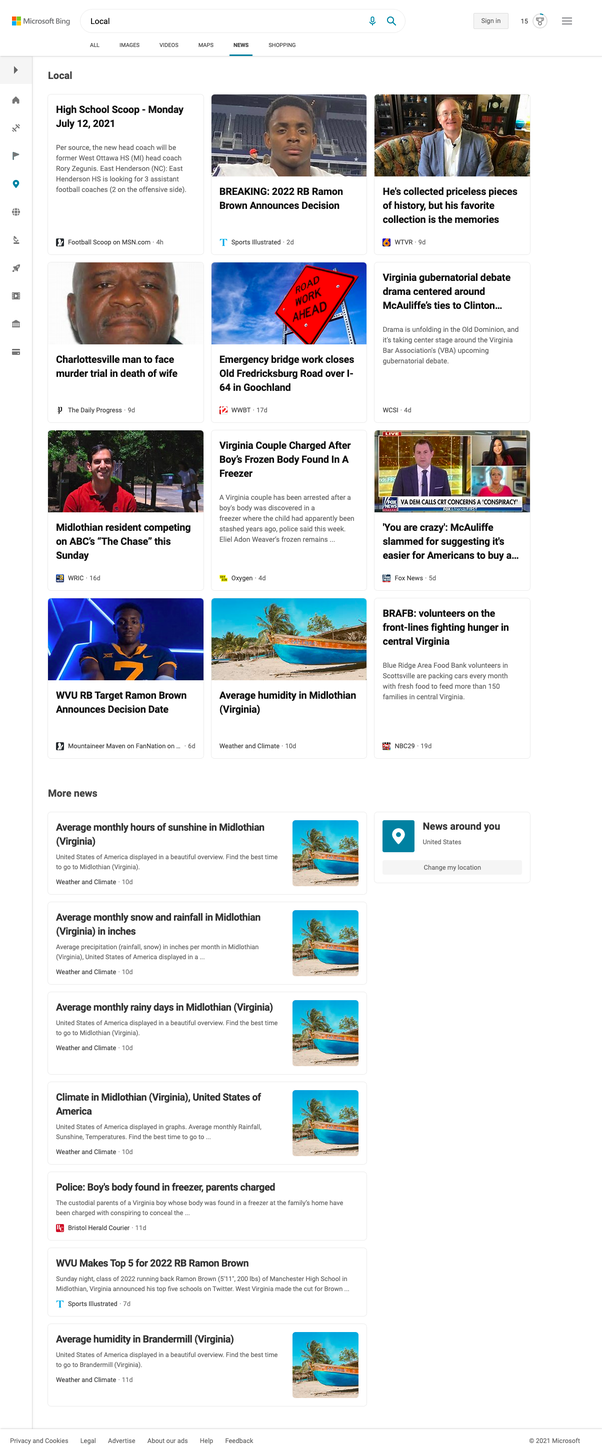 Microsoft Bing
Local
Sign in
15
ALL
IMAGES
VIDEOS
MAPS
NEWS
SHOPPING
Local
High School Scoop - Monday
July 12, 2021
Per source, the new head coach will be
former West Ottawa HS (MI) head coach
Rory Zegunis. East Henderson (NC): East
Henderson HS is looking for 3 assistant
football coaches (2 on the offensive side).
Football Scoop on MSN.com · 4h
BREAKING: 2022 RB Ramon
Brown Announces Decision
Sports Illustrated · 2d
He's collected priceless pieces
of history, but his favorite
collection is the memories
WTVR · 9d
Charlottesville man to face
murder trial in death of wife
The Daily Progress · 9d
ROAD
WORK
AHEAD
Emergency bridge work closes
Old Fredricksburg Road over I-
64 in Goochland
WWBT · 17d
Virginia gubernatorial debate
drama centered around
McAuliffe's ties to Clinton...
Drama is unfolding in the Old Dominion, and
it's taking center stage around the Virginia
Bar Association's (VBA) upcoming
gubernatorial debate.
WCSI · 4d
Midlothian resident competing
on ABC's "The Chase" this
Sunday
WRIC · 16d
Virginia Couple Charged After
Boy's Frozen Body Found In A
Freezer
A Virginia couple has been arrested after a
boy's body was discovered in a
freezer where the child had apparently been
stashed years ago, police said this week.
Eliel Adon Weaver's frozen remains ...
Oxygen · 4d
LIVE
FOX
NEWS
VA DEM CALLS CRT CONCERNS A 'CONSPIRACY'
'You are crazy': McAuliffe
slammed for suggesting it's
easier for Americans to buy a...
Fox News · 5d
7
WVU RB Target Ramon Brown
Announces Decision Date
Mountaineer Maven on FanNation on ... · 6d
Average humidity in Midlothian
(Virginia)
Weather and Climate · 10d
BRAFB: volunteers on the
front-lines fighting hunger in
central Virginia
Blue Ridge Area Food Bank volunteers in
Scottsville are packing cars every month
with fresh food to feed more than 150
families in central Virginia.
NBC29 · 19d
More news
Average monthly hours of sunshine in Midlothian
(Virginia)
United States of America displayed in a beautiful overview. Find the best time
to go to Midlothian (Virginia).
Weather and Climate · 10d
News around you
United States
Change my location
Average monthly snow and rainfall in Midlothian
(Virginia) in inches
Average precipitation (rainfall, snow) in inches per month in Midlothian
(Virginia), United States of America displayed in a ...
Weather and Climate · 10d
Average monthly rainy days in Midlothian (Virginia)
United States of America displayed in a beautiful overview. Find the best time
to go to Midlothian (Virginia).
Weather and Climate · 10d
Climate in Midlothian (Virginia), United States of
America
United States of America displayed in graphs. Average monthly Rainfall,
Sunshine, Temperatures. Find the best time to go to ...
Weather and Climate · 10d
Police: Boy's body found in freezer, parents charged
The custodial parents of a Virginia boy whose body was found in a freezer at the family's home have
been charged with conspiring to conceal the ...
Bristol Herald Courier · 11d
WVU Makes Top 5 for 2022 RB Ramon Brown
Sunday night, class of 2022 running back Ramon Brown (5'11", 200 lbs) of Manchester High School in
Midlothian, Virginia announced his top five schools on Twitter. West Virginia made the cut for Brown ...
Sports Illustrated · 7d
Average humidity in Brandermill (Virginia)
United States of America displayed in a beautiful overview. Find the best time
to go to Brandermill (Virginia).
Weather and Climate · 11d
Privacy and Cookies
Legal
Advertise
About our ads
Help
Feedback
© 2021 Microsoft